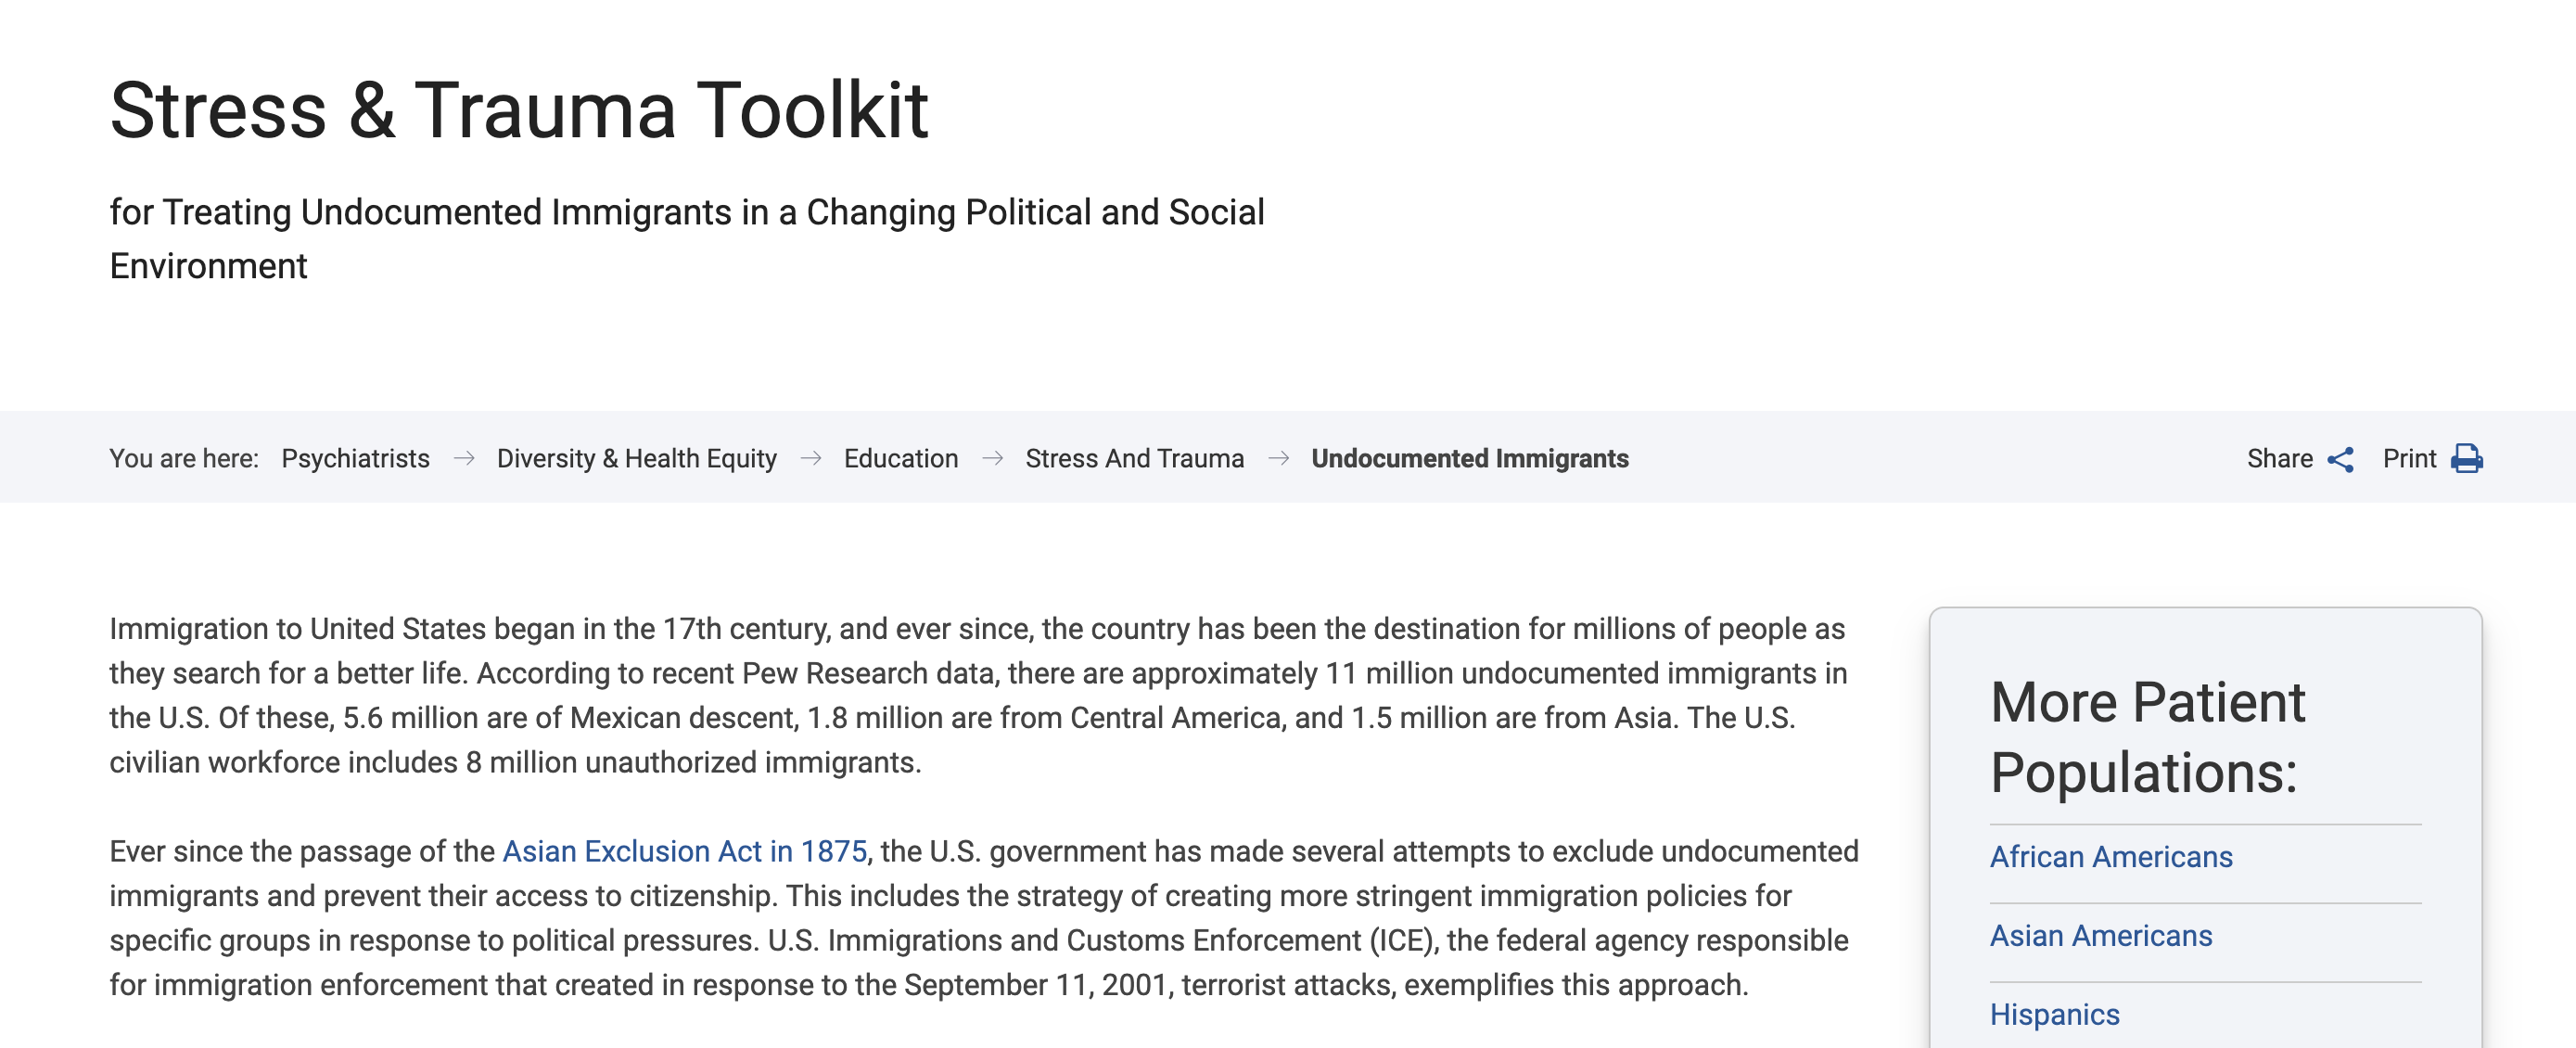 Stress & Trauma Toolkit
for Treating Undocumented Immigrants in a Changing Political and Social
Environment
You are here: Psychiatrists → Diversity & Health Equity → Education → Stress And Trauma → Undocumented Immigrants Share Print
Immigration to United States began in the 17th century, and ever since, the country has been the destination for millions of people as
they search for a better life. According to recent Pew Research data, there are approximately 11 million undocumented immigrants in
the U.S. Of these, 5.6 million are of Mexican descent, 1.8 million are from Central America, and 1.5 million are from Asia. The U.S.
civilian workforce includes 8 million unauthorized immigrants.
Ever since the passage of the Asian Exclusion Act in 1875, the U.S. government has made several attempts to exclude undocumented
immigrants and prevent their access to citizenship. This includes the strategy of creating more stringent immigration policies for
specific groups in response to political pressures. U.S. Immigrations and Customs Enforcement (ICE), the federal agency responsible
for immigration enforcement that created in response to the September 11, 2001, terrorist attacks, exemplifies this approach.
More Patient
Populations:
African Americans
Asian Americans
Hispanics